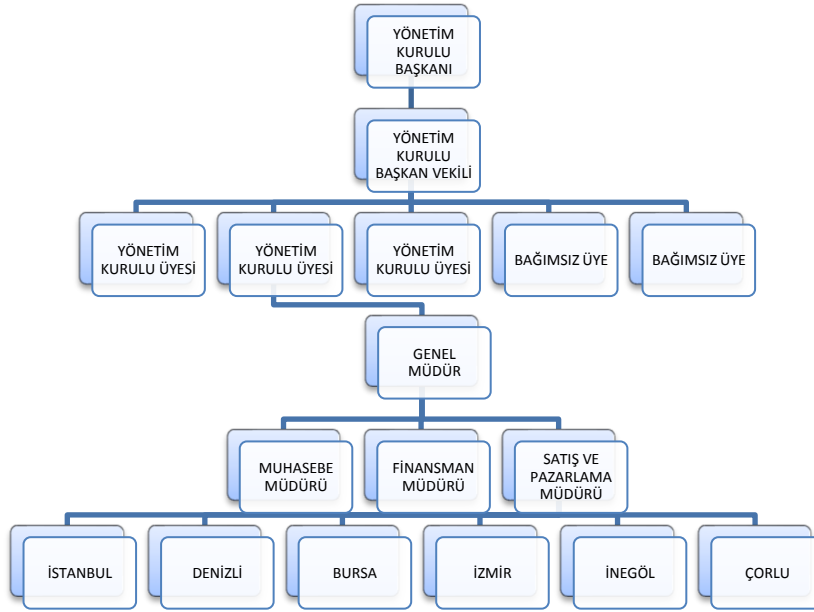 YÖNETİM
KURULU
BAŞKANI
YÖNETİM
KURULU
BAŞKAN VEKİLİ
YÖNETİM
KURULU ÜYESİ
YÖNETİM
KURULU ÜYESİ
YÖNETİM
KURULU ÜYESİ
BAĞIMSIZ ÜYE
BAĞIMSIZ ÜYE
GENEL
MÜDÜR
MUHASEBE
MÜDÜRÜ
FİNANSMAN
MÜDÜRÜ
SATIŞ VE
PAZARLAMA
MÜDÜRÜ
İSTANBUL
DENİZLİ
BURSA
İZMİR
İNEGÖL
ÇORLU